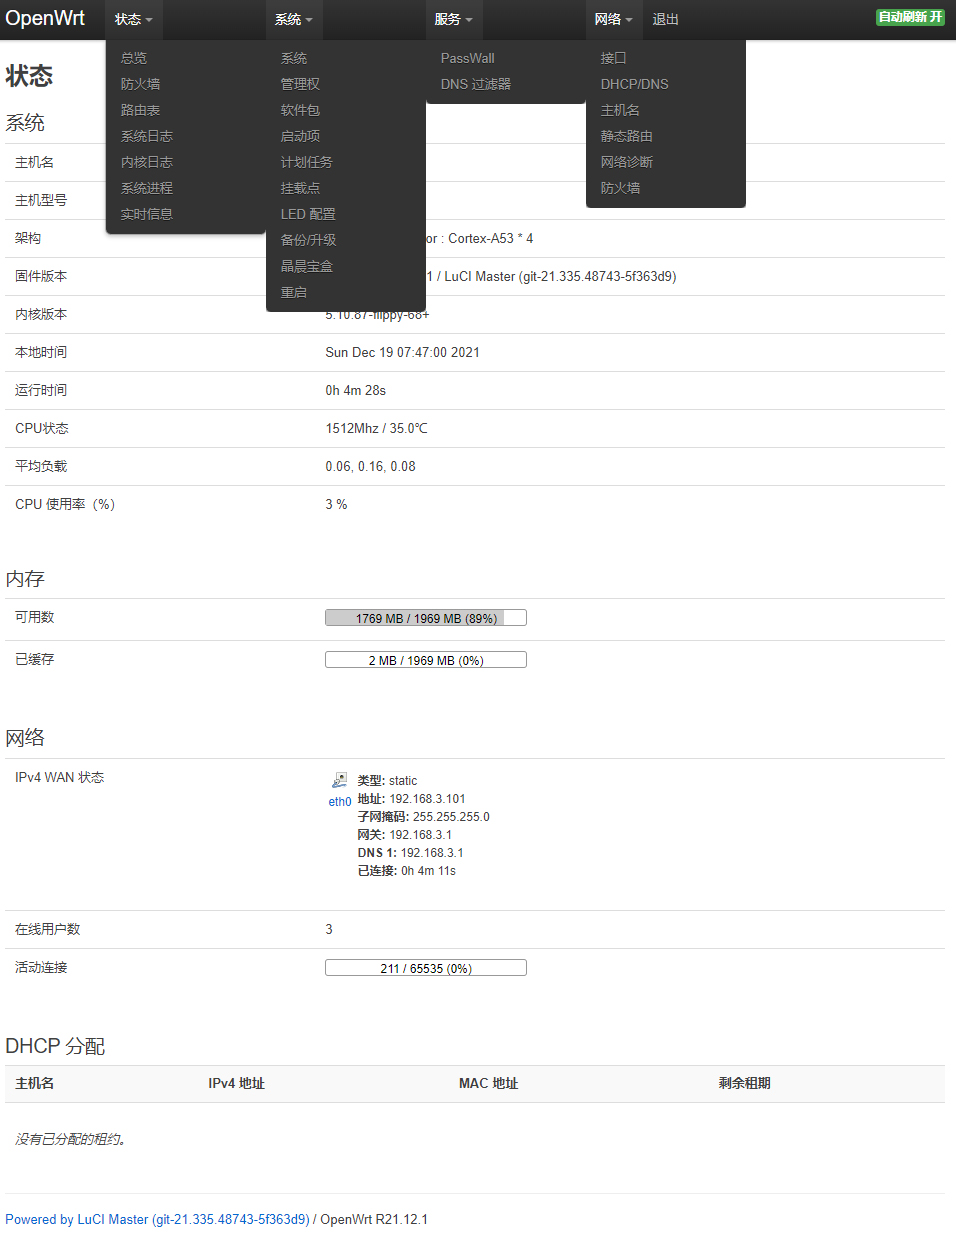 OpenWrt 状态 系统 服务 网络 退出 自动刷新 开
总览
防火墙
路由表
系统日志
内核日志
系统进程
实时信息
系统
管理权
软件包
启动项
计划任务
挂载点
LED 配置
备份/升级
晶晨宝盒
重启
PassWall
DNS 过滤器
接口
DHCP/DNS
主机名
静态路由
网络诊断
防火墙
状态
系统
主机名
主机型号
架构 or : Cortex-A53 * 4
固件版本 1 / LuCI Master (git-21.335.48743-5f363d9)
内核版本 5.10.87-flippy-68+
本地时间 Sun Dec 19 07:47:00 2021
运行时间 0h 4m 28s
CPU状态 1512Mhz / 35.0℃
平均负载 0.06, 0.16, 0.08
CPU 使用率（%） 3 %
内存
可用数 1769 MB / 1969 MB (89%)
已缓存 2 MB / 1969 MB (0%)
网络
IPv4 WAN 状态
eth0
类型: static
地址: 192.168.3.101
子网掩码: 255.255.255.0
网关: 192.168.3.1
DNS 1: 192.168.3.1
已连接: 0h 4m 11s
在线用户数 3
活动连接 211 / 65535 (0%)
DHCP 分配
主机名 IPv4 地址 MAC 地址 剩余租期
没有已分配的租约。
Powered by LuCI Master (git-21.335.48743-5f363d9) / OpenWrt R21.12.1